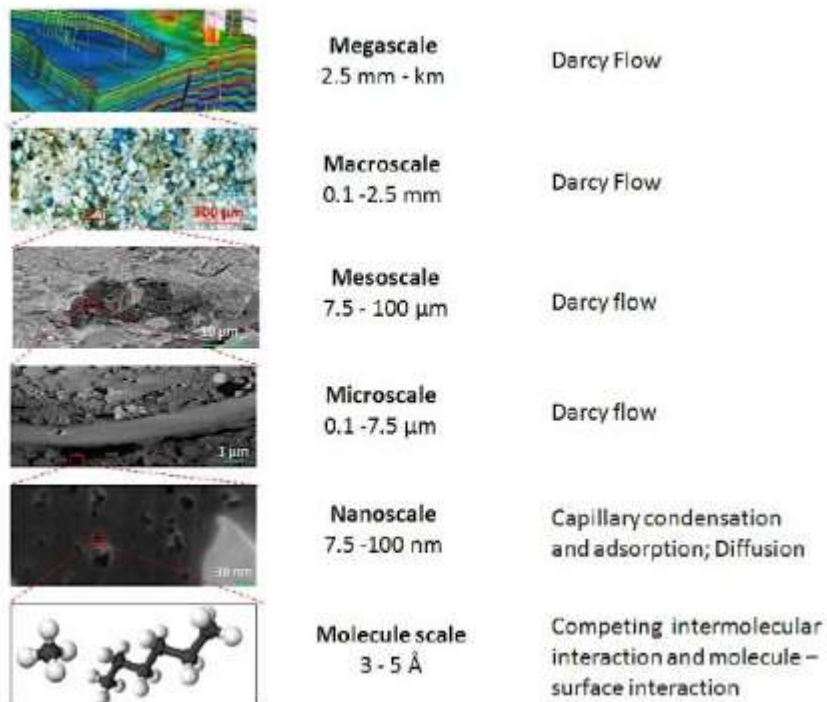 Megascale
2.5 mm - km
Darcy Flow
Macroscale
0.1 -2.5 mm
Darcy Flow
300 µm
Mesoscale
7.5 - 100 µm
Darcy flow
10 µm
Microscale
0.1 -7.5 µm
Darcy flow
1 µm
Nanoscale
7.5 -100 nm
Capillary condensation
and adsorption; Diffusion
30 nm
Molecule scale
3 - 5 Å
Competing intermolecular
interaction and molecule –
surface interaction